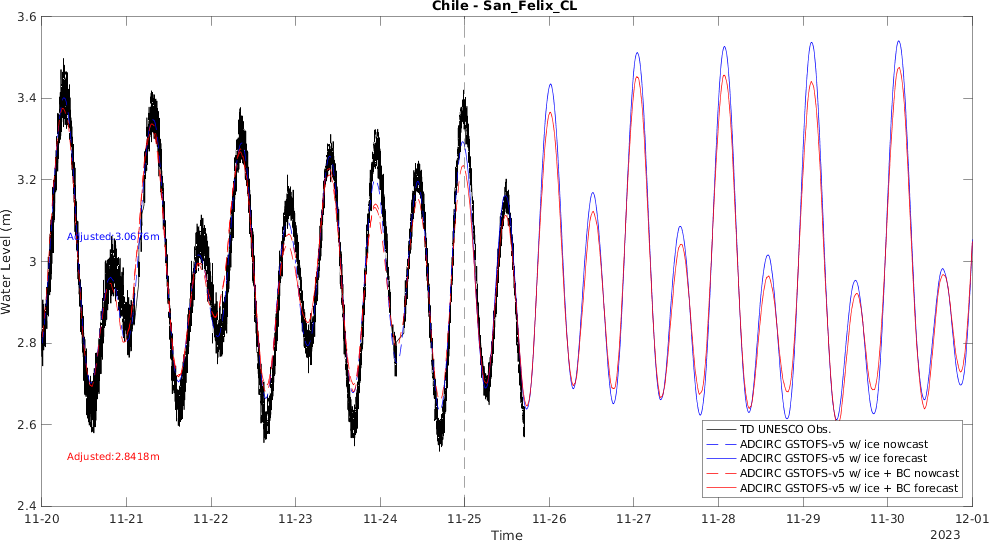 Chile - San_Felix_CL
3.6
3.4
3.2
3
2.8
2.6
2.4
Water Level (m)
Adjusted:3.0676m
Adjusted:2.8418m
TD UNESCO Obs.
ADCIRC GSTOFS-v5 w/ ice nowcast
ADCIRC GSTOFS-v5 w/ ice forecast
ADCIRC GSTOFS-v5 w/ ice + BC nowcast
ADCIRC GSTOFS-v5 w/ ice + BC forecast
11-20 11-21 11-22 11-23 11-24 11-25 11-26 11-27 11-28 11-29 11-30 12-01
Time
2023